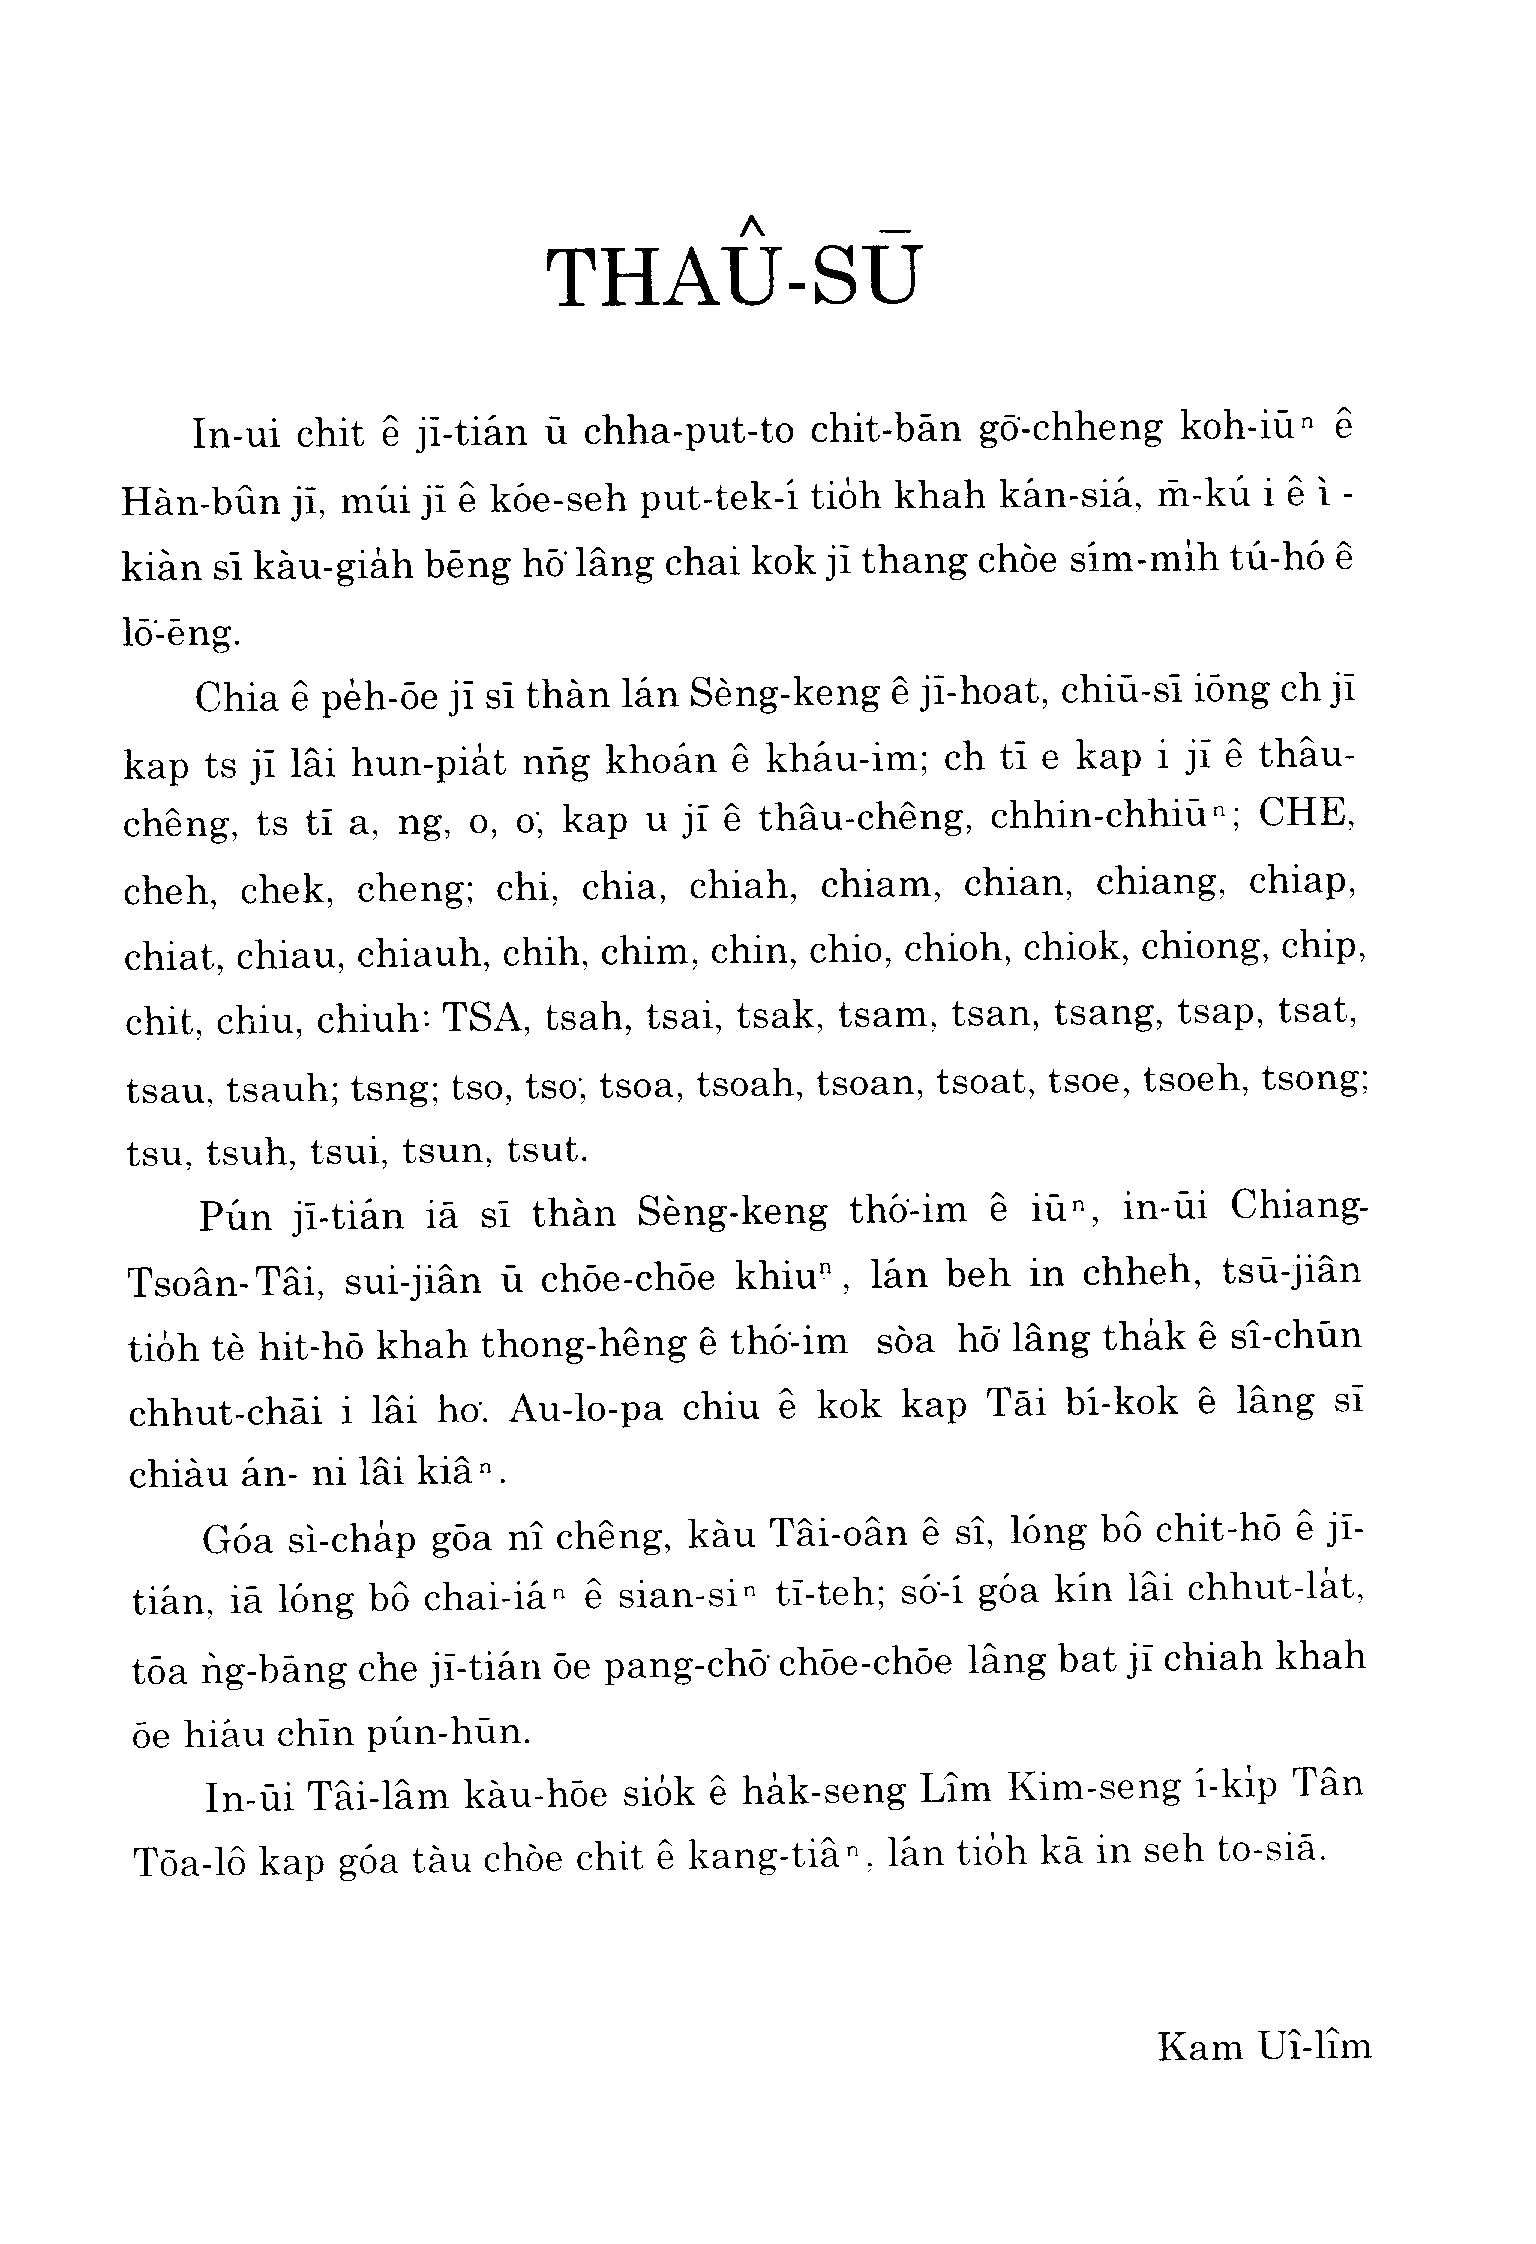 THAÛ-SŪ
In-ui chit ê jī-tián ū chha-put-to chit-bān gō͘-chheng koh-iūⁿ ê
Hàn-bûn jī, múi jī ê kóe-seh put-tek-í tio̍h khah kán-siá, m̄-kú i ê ì -
kiàn sī kàu-gia̍h bēng hō͘ lâng chai kok jī thang chòe sím-mi̍h tú-hó ê
lō͘-ēng.
Chia ê pe̍h-ōe jī sī thàn lán Sèng-keng ê jī-hoat, chiū-sī iōng ch jī
kap ts jī lâi hun-pia̍t nn̄g khoán ê kháu-im; ch tī e kap i jī ê thâu-
chêng, ts tī a, ng, o, o͘, kap u jī ê thâu-chêng, chhin-chhiūⁿ; CHE,
cheh, chek, cheng; chi, chia, chiah, chiam, chian, chiang, chiap,
chiat, chiau, chiauh, chih, chim, chin, chio, chioh, chiok, chiong, chip,
chit, chiu, chiuh: TSA, tsah, tsai, tsak, tsam, tsan, tsang, tsap, tsat,
tsau, tsauh; tsng; tso, tso͘, tsoa, tsoah, tsoan, tsoat, tsoe, tsoeh, tsong;
tsu, tsuh, tsui, tsun, tsut.
Pún jī-tián iā sī thàn Sèng-keng thó͘-im ê iūⁿ, in-ūi Chiang-
Tsoân-Tâi, sui-jiân ū chōe-chōe khiuⁿ, lán beh in chheh, tsū-jiân
tio̍h tè hit-hō khah thong-hêng ê thó͘-im sòa hō͘ lâng tha̍k ê sî-chūn
chhut-chāi i lâi ho͘. Au-lo-pa chiu ê kok kap Tāi bí-kok ê lâng sī
chiàu án- ni lâi kiâⁿ.
Góa sì-cha̍p gōa nî chêng, kàu Tâi-oân ê sî, lóng bô chit-hō ê jī-
tián, iā lóng bô chai-iáⁿ ê sian-siⁿ tī-teh; só͘-í góa kín lâi chhut-la̍t,
tōa ǹg-bāng che jī-tián ōe pang-chō͘ chōe-chōe lâng bat jī chiah khah
ōe hiáu chīn pún-hūn.
In-ūi Tâi-lâm kàu-hōe sio̍k ê ha̍k-seng Lîm Kim-seng í-ki̍p Tân
Tōa-lô kap góa tàu chòe chit ê kang-tiâⁿ, lán tio̍h kā in seh to-siā.
Kam Uî-lîm